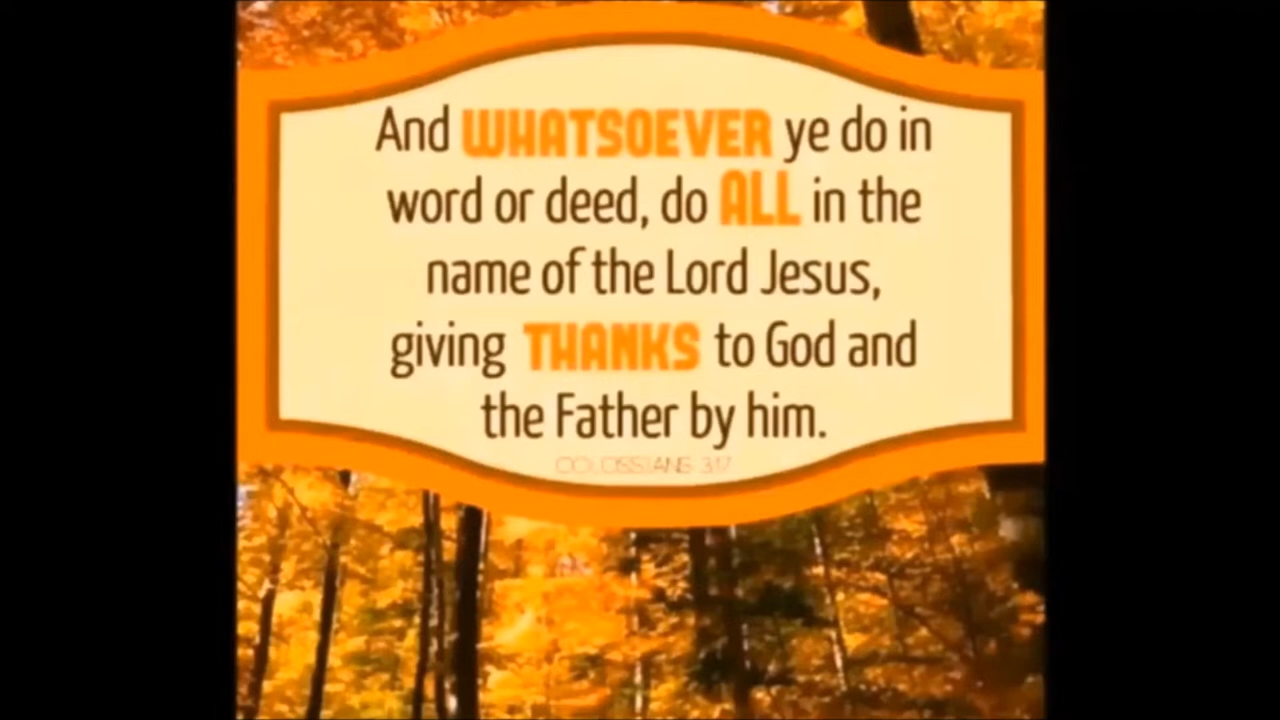 And WHATSOEVER ye do in
word or deed, do ALL in the
name of the Lord Jesus,
giving THANKS to God and
the Father by him.
COLOSSIANS 3:17